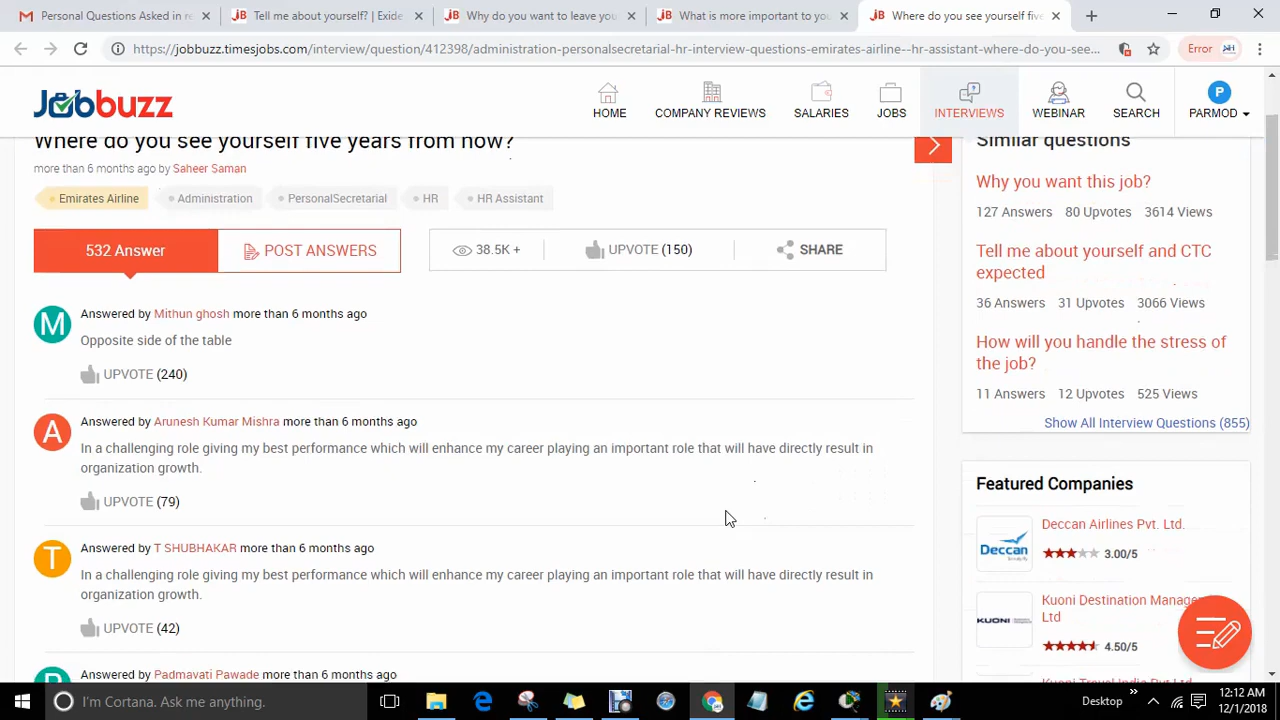 Personal Questions Asked in re
Tell me about yourself? | Exide
Why do you want to leave you
What is more important to you
Where do you see yourself five
https://jobbuzz.timesjobs.com/interview/question/412398/administration-personalsecretarial-hr-interview-questions-emirates-airline--hr-assistant-where-do-you-see...
Error
Jobbuzz
HOME
COMPANY REVIEWS
SALARIES
JOBS
INTERVIEWS
WEBINAR
SEARCH
P
PARMOD
Where do you see yourself five years from now?
more than 6 months ago by Saheer Saman
Emirates Airline
Administration
PersonalSecretarial
HR
HR Assistant
532 Answer
POST ANSWERS
38.5K +
UPVOTE (150)
SHARE
M
Answered by Mithun ghosh more than 6 months ago
Opposite side of the table
UPVOTE (240)
A
Answered by Arunesh Kumar Mishra more than 6 months ago
In a challenging role giving my best performance which will enhance my career playing an important role that will have directly result in
organization growth.
UPVOTE (79)
T
Answered by T SHUBHAKAR more than 6 months ago
In a challenging role giving my best performance which will enhance my career playing an important role that will have directly result in
organization growth.
UPVOTE (42)
Answered by Padmavati Pawade more than 6 months ago
Similar questions
Why you want this job?
127 Answers 80 Upvotes 3614 Views
Tell me about yourself and CTC
expected
36 Answers 31 Upvotes 3066 Views
How will you handle the stress of
the job?
11 Answers 12 Upvotes 525 Views
Show All Interview Questions (855)
Featured Companies
Deccan
Deccan Airlines Pvt. Ltd.
3.00/5
KUONI
Kuoni Destination Manage
Ltd
4.50/5
Kuoni Travel India Pvt Ltd
I'm Cortana. Ask me anything.
Desktop
12:12 AM
12/1/2018